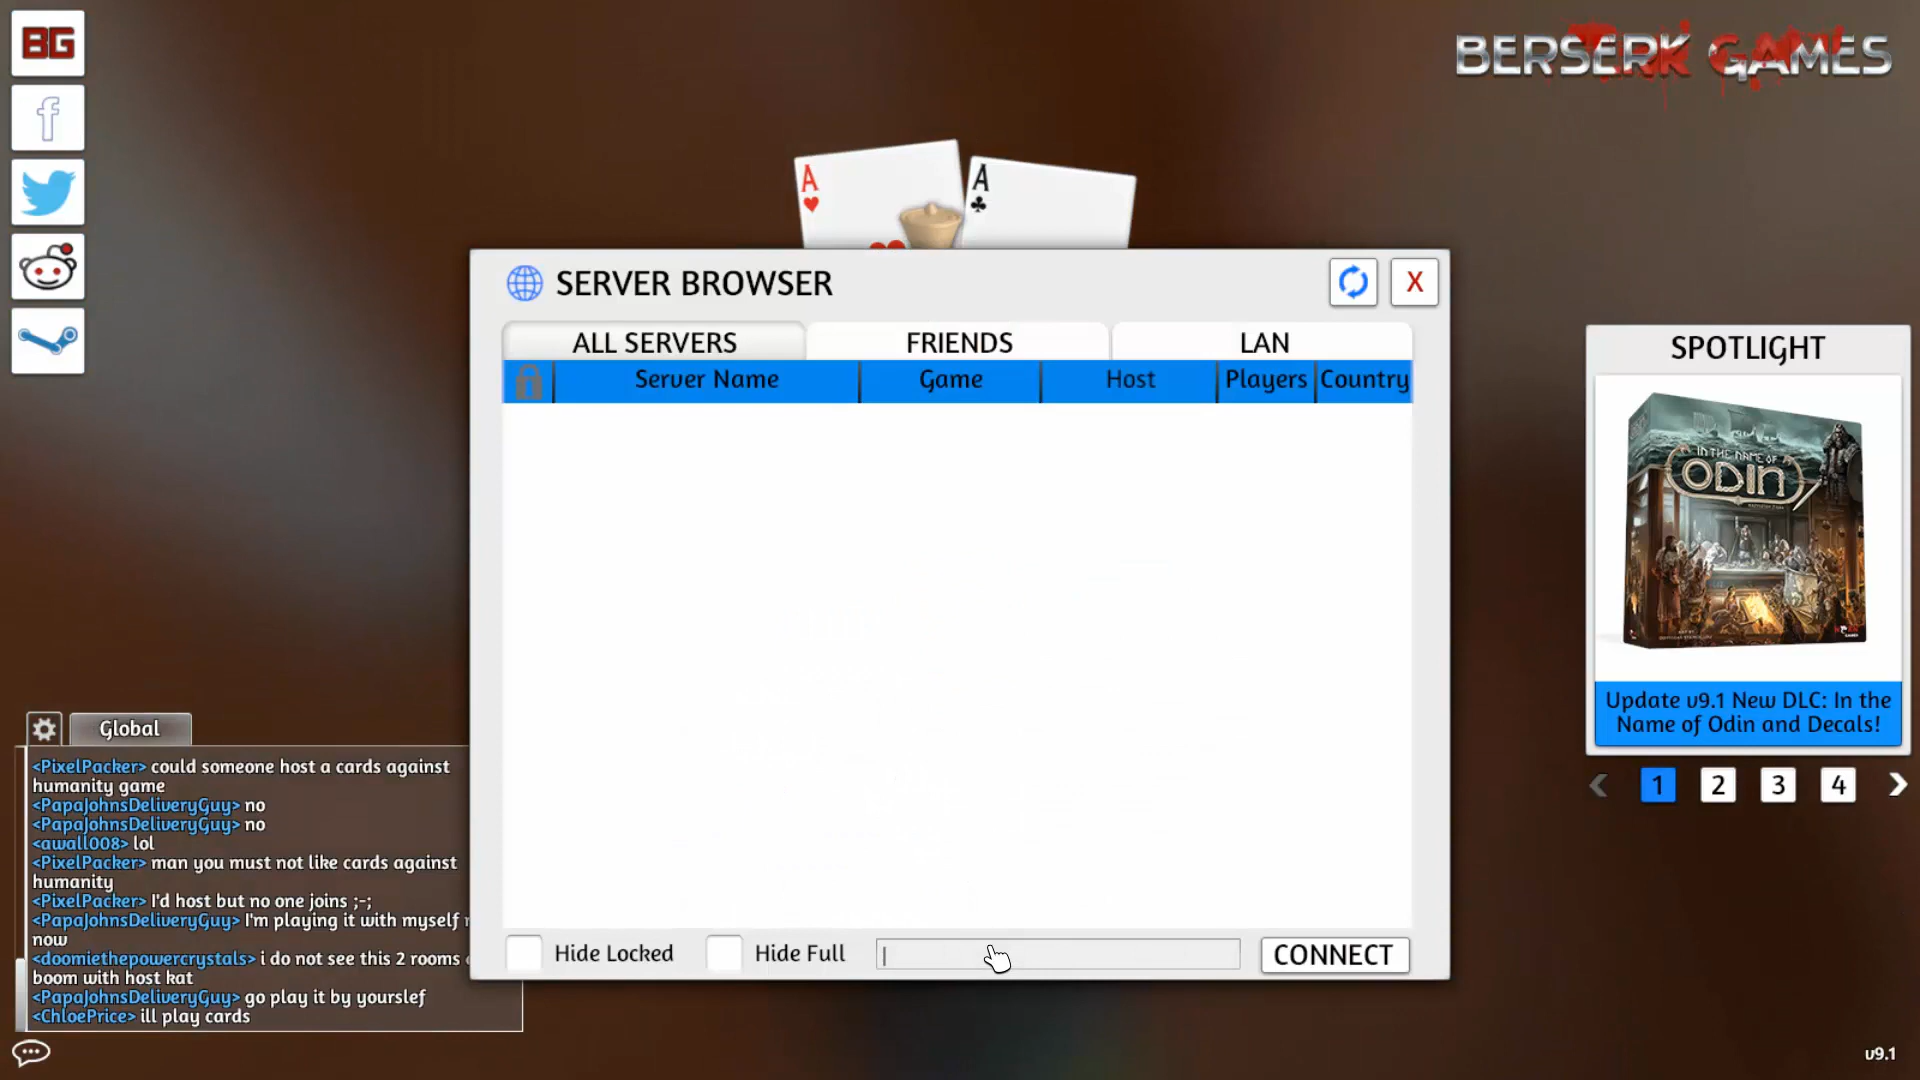 BG
BERSERK GAMES
A
A
SERVER BROWSER
X
ALL SERVERS
FRIENDS
LAN
Server Name
Game
Host
Players
Country
Hide Locked
Hide Full
CONNECT
SPOTLIGHT
IN THE NAME OF
ODIN
Update v9.1 New DLC: In the
Name of Odin and Decals!
1
2
3
4
Global
<PixelPacker> could someone host a cards against
humanity game
<PapaJohnsDeliveryGuy> no
<PapaJohnsDeliveryGuy> no
<awall008> lol
<PixelPacker> man you must not like cards against
humanity
<PixelPacker> I'd host but no one joins ;-;
<PapaJohnsDeliveryGuy> I'm playing it with myself
now
<doomiethepowercrystals> i do not see this 2 rooms
boom with host kat
<PapaJohnsDeliveryGuy> go play it by yourslef
<ChloePrice> ill play cards
v9.1